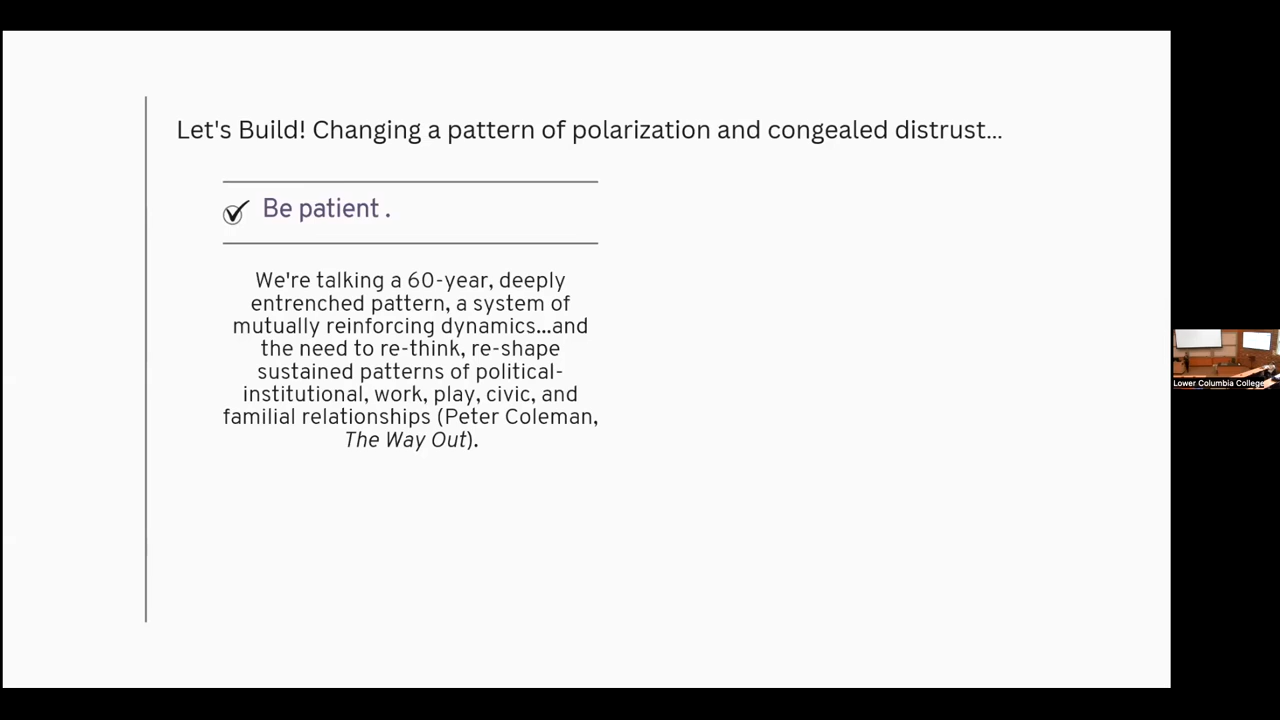 Let's Build! Changing a pattern of polarization and congealed distrust...
Be patient .
We're talking a 60-year, deeply
entrenched pattern, a system of
mutually reinforcing dynamics...and
the need to re-think, re-shape
sustained patterns of political-
institutional, work, play, civic, and
familial relationships (Peter Coleman,
The Way Out).
Lower Columbia College